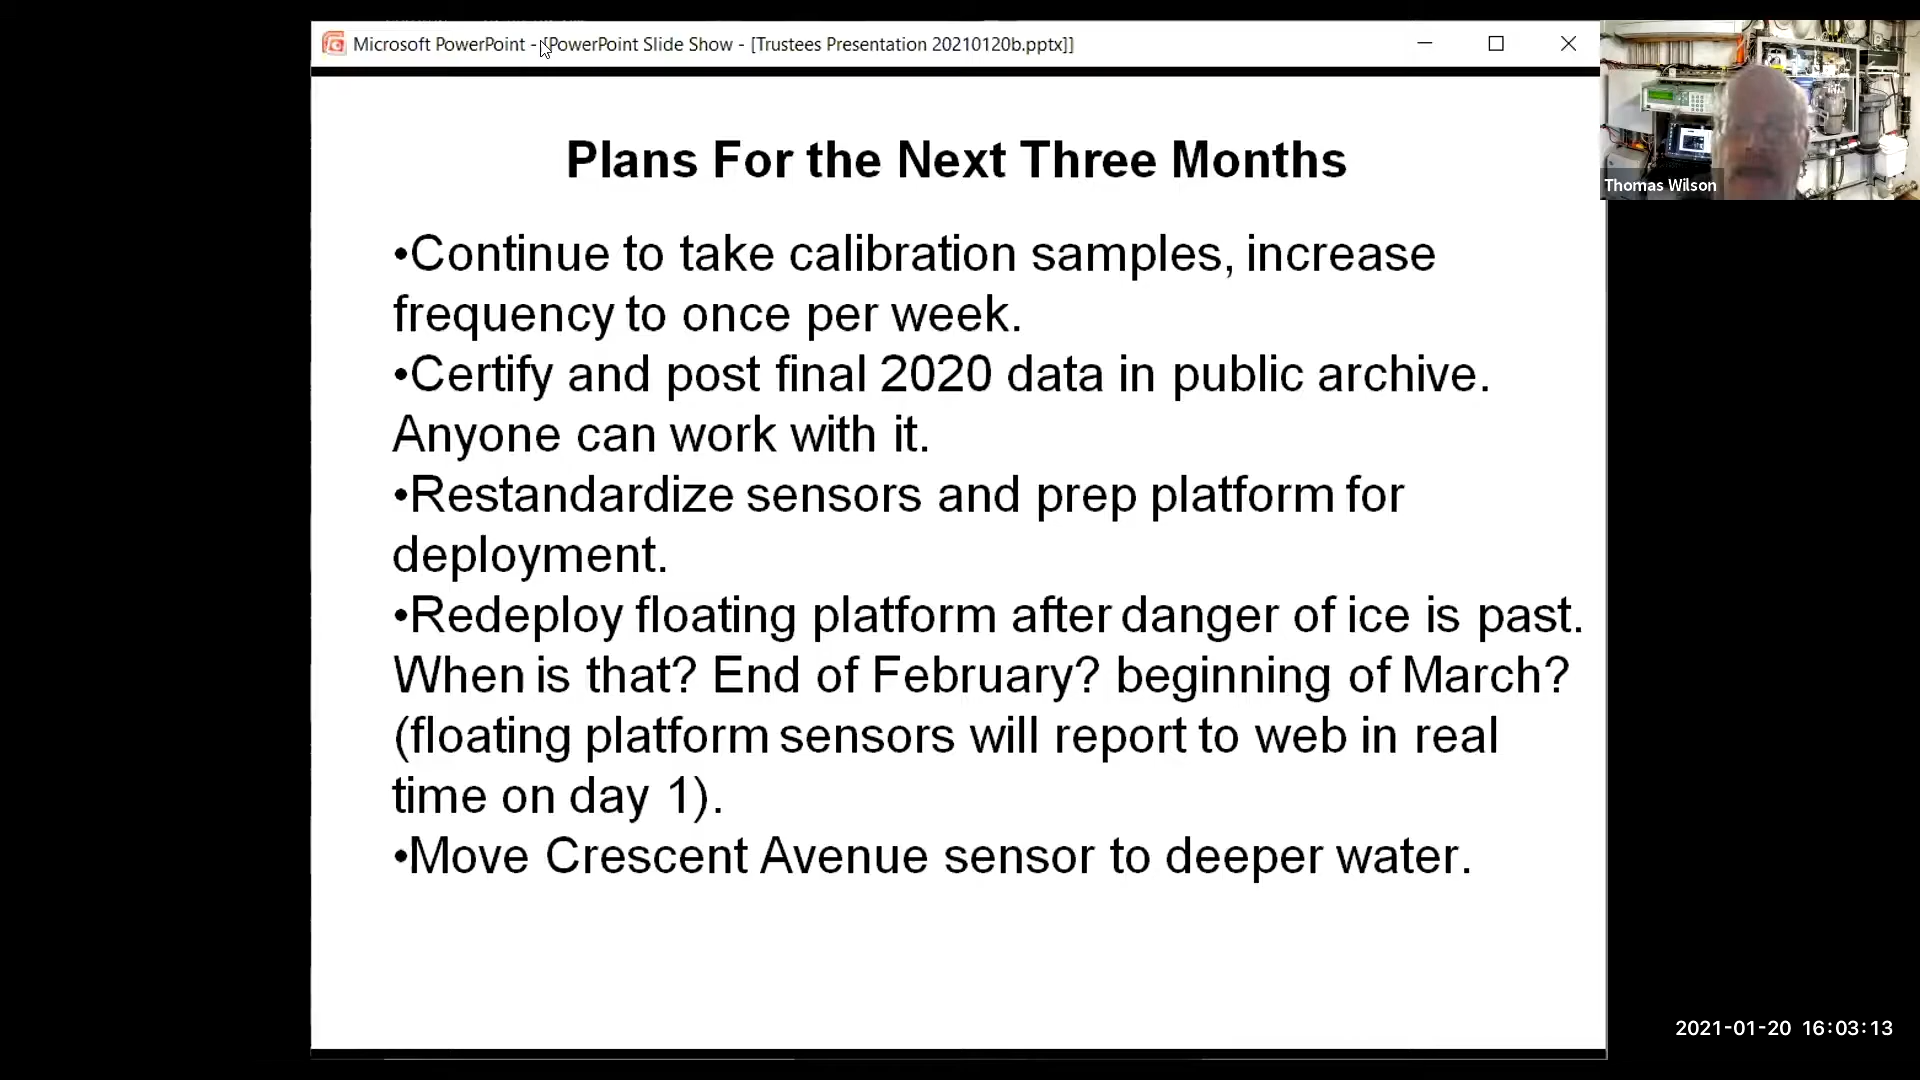 Microsoft PowerPoint - [PowerPoint Slide Show - [Trustees Presentation 20210120b.pptx]]
Thomas Wilson
Plans For the Next Three Months
•Continue to take calibration samples, increase
frequency to once per week.
•Certify and post final 2020 data in public archive.
Anyone can work with it.
•Restandardize sensors and prep platform for
deployment.
•Redeploy floating platform after danger of ice is past.
When is that? End of February? beginning of March?
(floating platform sensors will report to web in real
time on day 1).
•Move Crescent Avenue sensor to deeper water.
2021-01-20 16:03:13